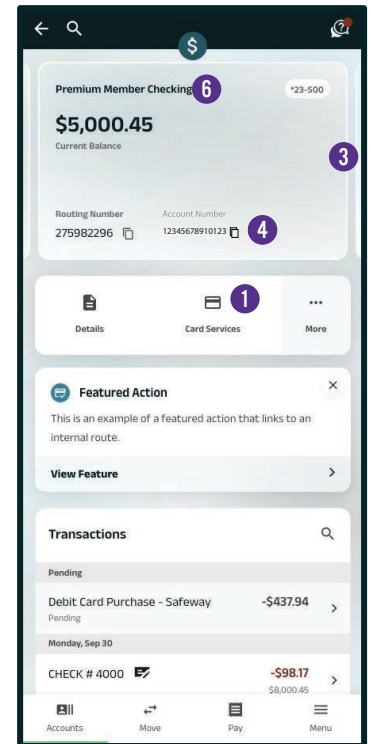 $
Premium Member Checking 6 *23-500
$5,000.45
Current Balance
3
Routing Number Account Number
275982296 12345678910123 4
1
Details Card Services More
Featured Action
This is an example of a featured action that links to an
internal route.
View Feature
Transactions
Pending
Debit Card Purchase - Safeway -$437.94
Pending
Monday, Sep 30
CHECK # 4000 -$98.17
$8,000.45
Accounts Move Pay Menu